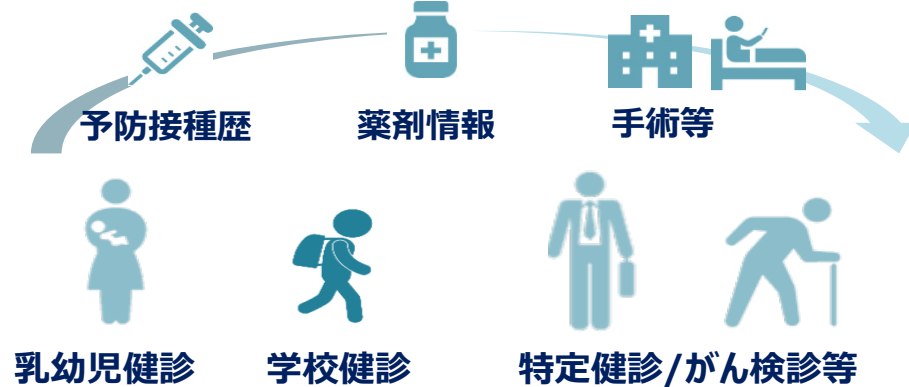 予防接種歴
薬剤情報
手術等
乳幼児健診
学校健診
特定健診/がん検診等